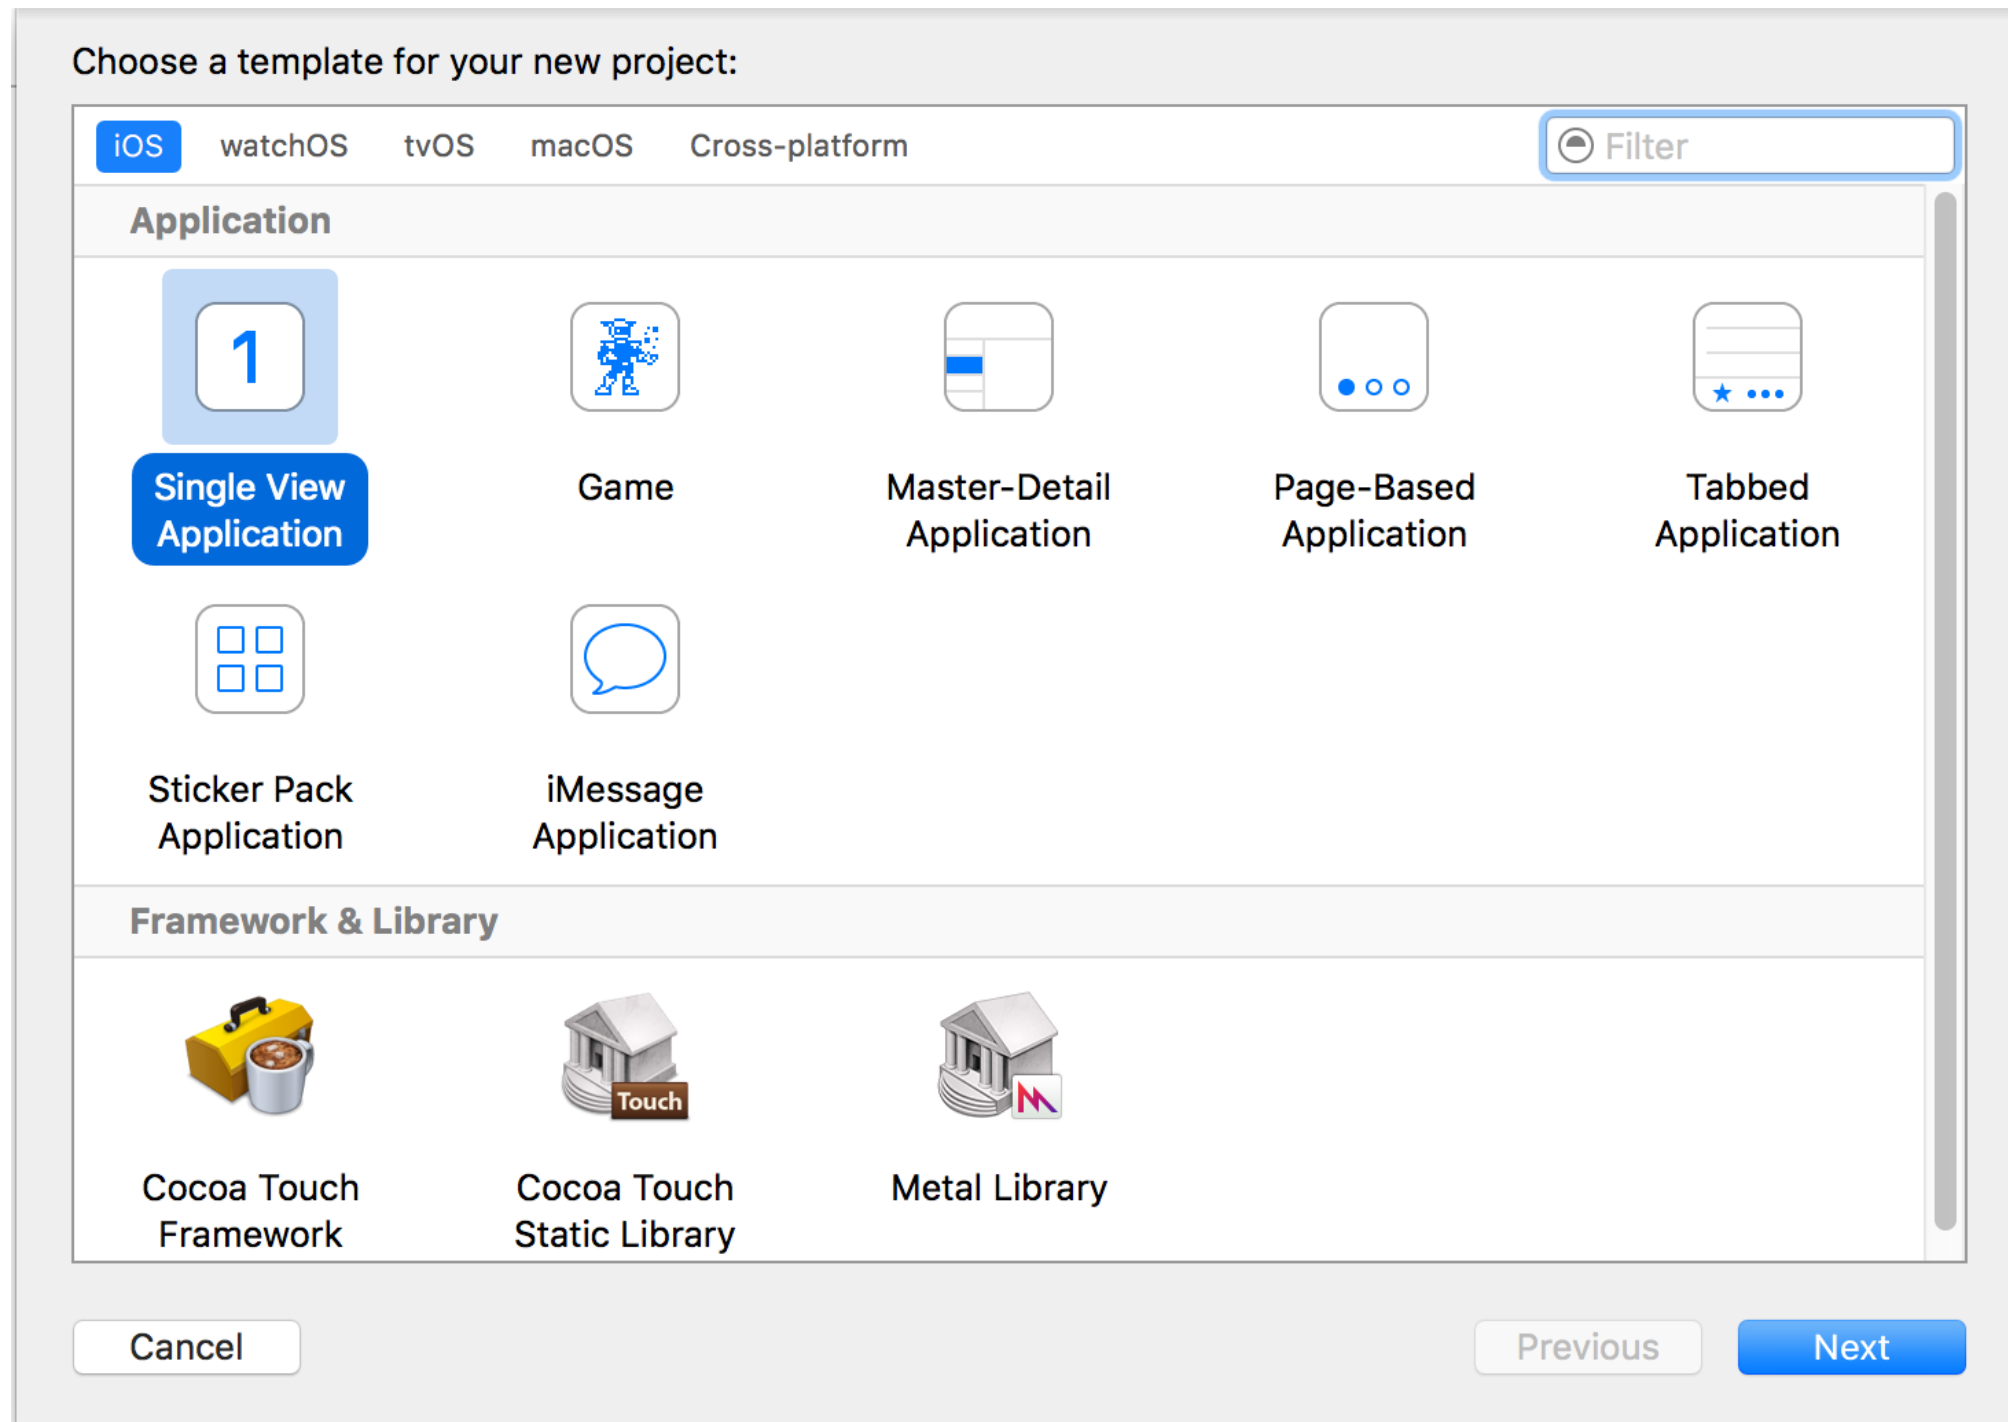 Choose a template for your new project:
iOS watchOS tvOS macOS Cross-platform Filter
Application
1
Single View Game Master-Detail Page-Based Tabbed
Application Application Application Application
Sticker Pack iMessage
Application Application
Framework & Library
Touch
Cocoa Touch Cocoa Touch Metal Library
Framework Static Library
Cancel Previous Next